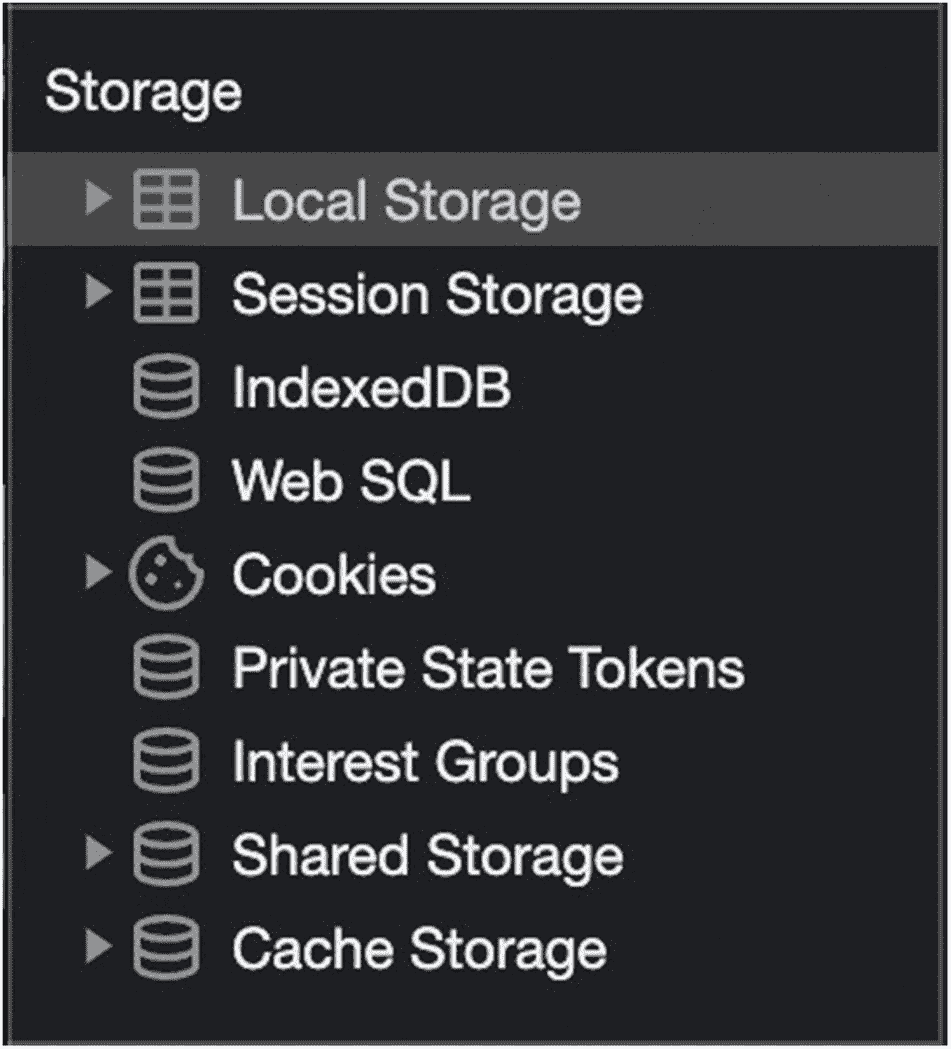 Storage
Local Storage
Session Storage
IndexedDB
Web SQL
Cookies
Private State Tokens
Interest Groups
Shared Storage
Cache Storage